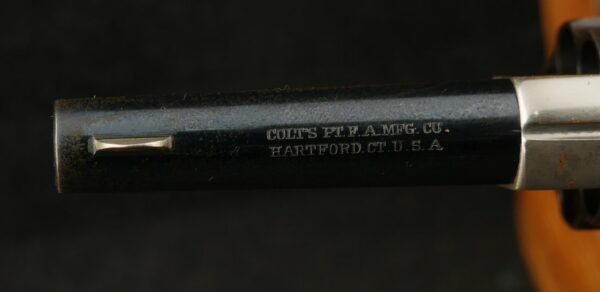 COLT'S PT. F. A. MFG. CO.
HARTFORD. CT. U. S. A.